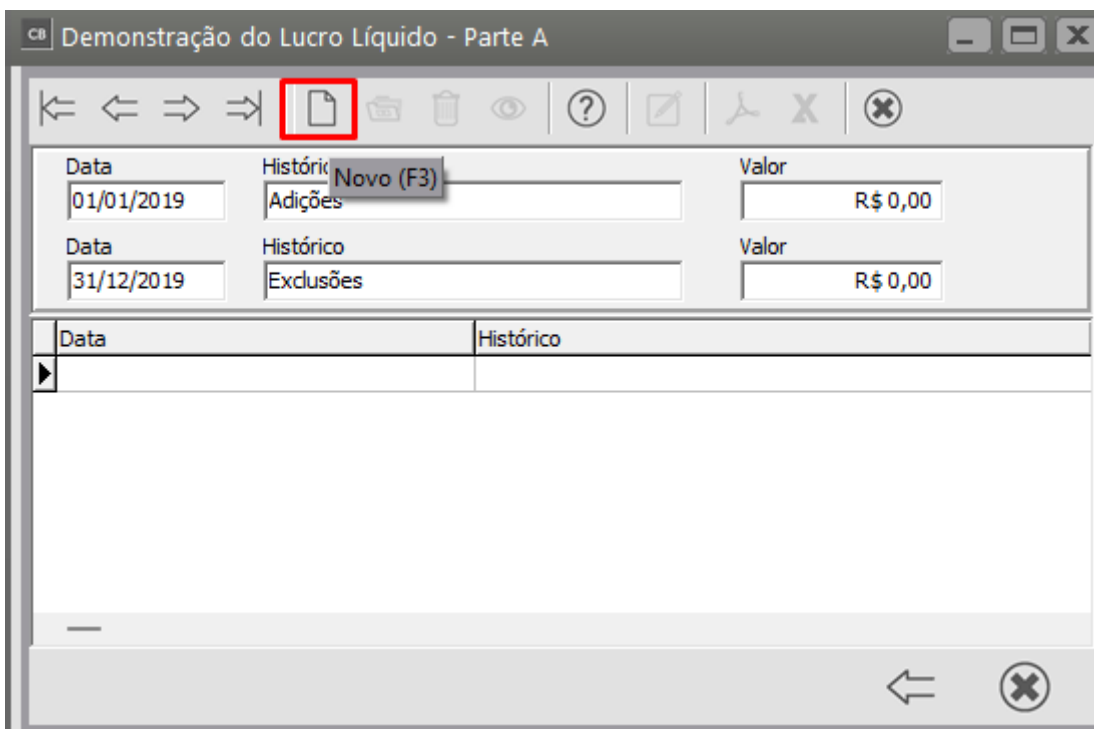 CB Demonstração do Lucro Líquido - Parte A
Data Históric Valor
Novo (F3)
01/01/2019 Adições R$ 0,00
Data Histórico Valor
31/12/2019 Exclusões R$ 0,00
Data Histórico